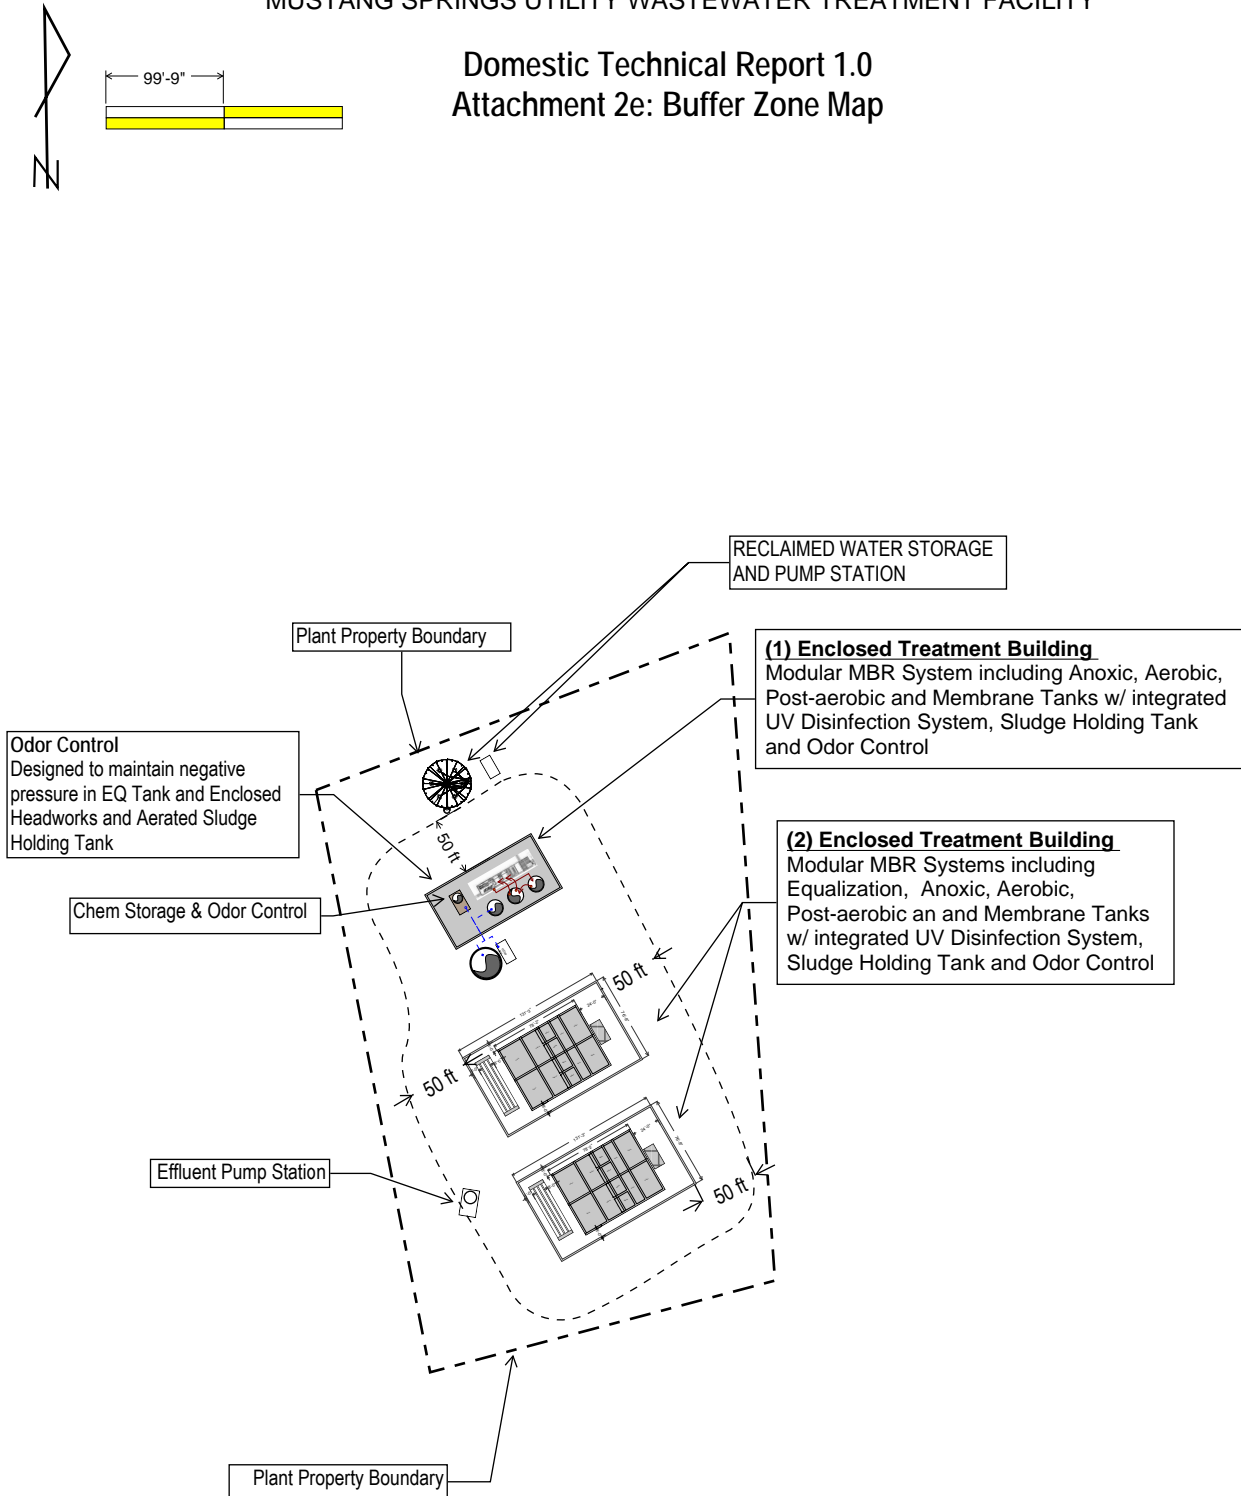 MUSTANG SPRINGS UTILITY WASTEWATER TREATMENT FACILITY
Domestic Technical Report 1.0
Attachment 2e: Buffer Zone Map
99'-9"
N
RECLAIMED WATER STORAGE
AND PUMP STATION
Plant Property Boundary
(1) Enclosed Treatment Building
Modular MBR System including Anoxic, Aerobic,
Post-aerobic and Membrane Tanks w/ integrated
UV Disinfection System, Sludge Holding Tank
and Odor Control
Odor Control
Designed to maintain negative
pressure in EQ Tank and Enclosed
Headworks and Aerated Sludge
Holding Tank
50 ft
(2) Enclosed Treatment Building
Modular MBR Systems including
Equalization, Anoxic, Aerobic,
Post-aerobic an and Membrane Tanks
w/ integrated UV Disinfection System,
Sludge Holding Tank and Odor Control
Chem Storage & Odor Control
50 ft
50 ft
Effluent Pump Station
50 ft
Plant Property Boundary